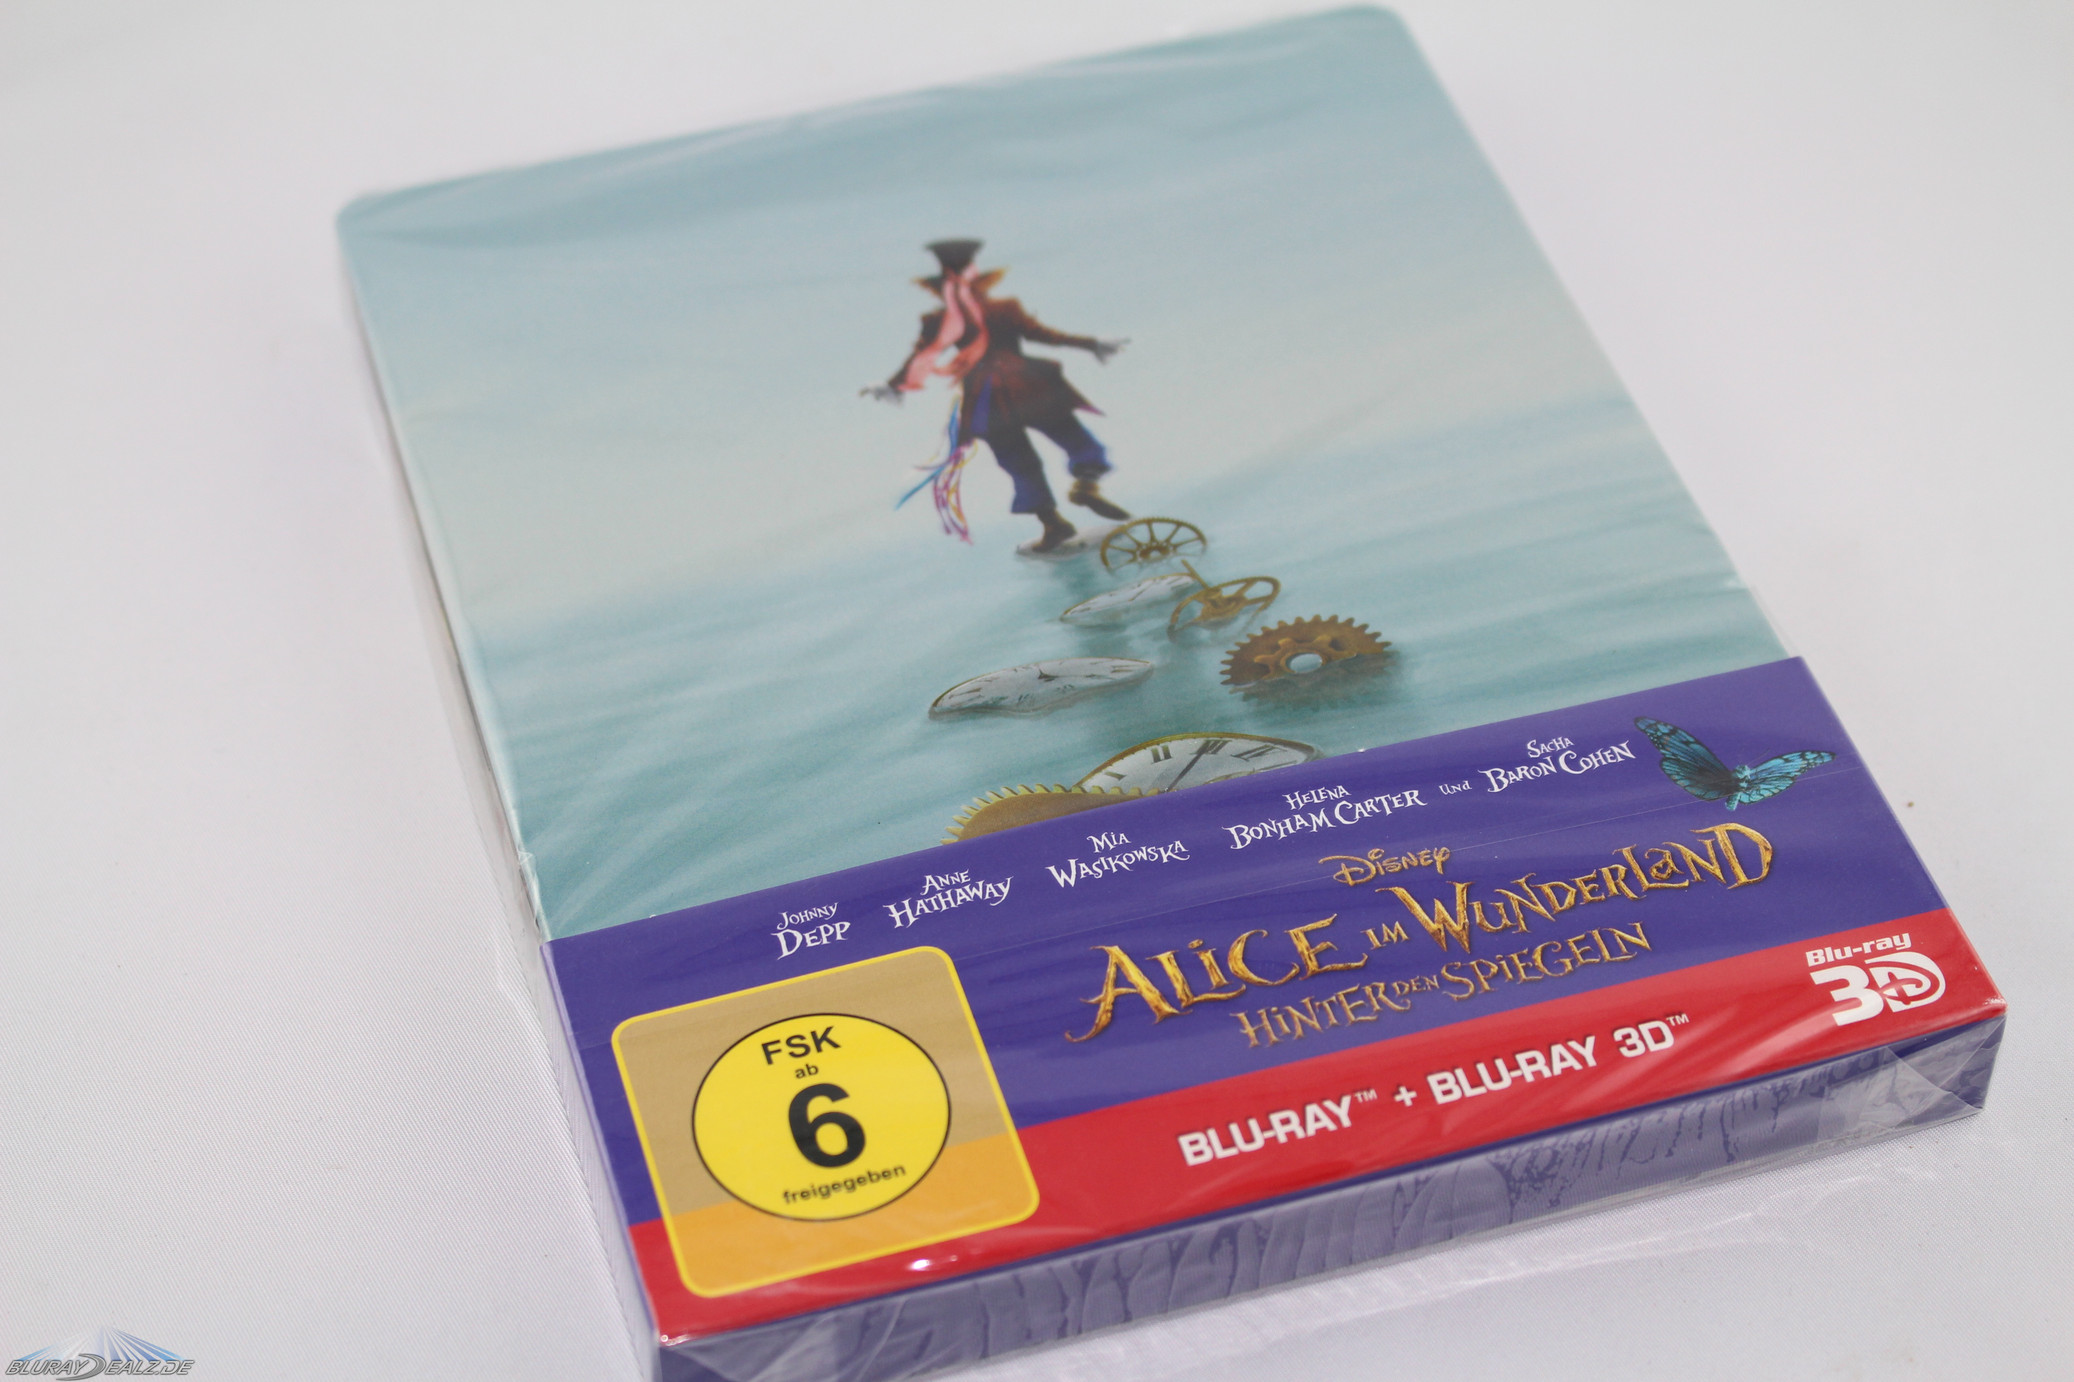 JOHNNY
DEPP
ANNE
HATHAWAY
MIA
WASIKOWSKA
HELENA
BONHAM CARTER
und
SACHA
BARON COHEN
DISNEY
ALICE IM WUNDERLAND
HINTER DEN SPIEGELN
FSK
ab
6
freigegeben
BLU-RAY™ + BLU-RAY 3D™
Blu-ray
3D
BLURAYDEALZ.DE